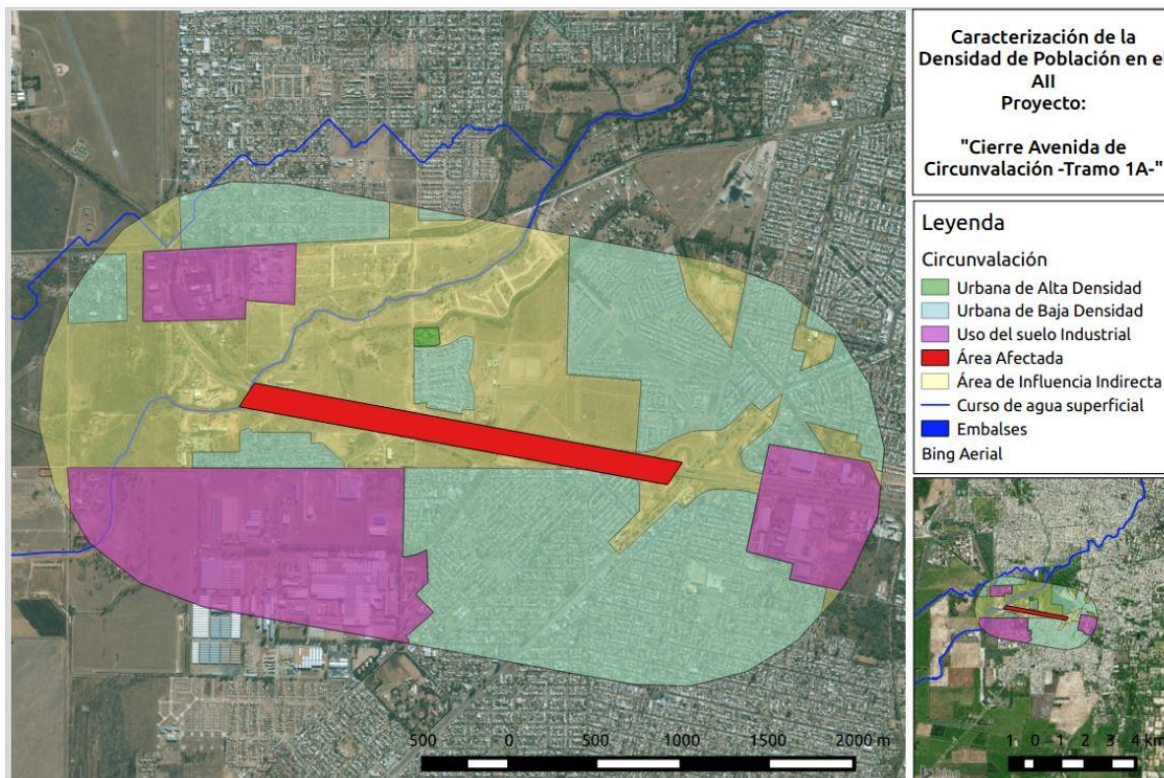 Caracterización de la
Densidad de Población en el
AII
Proyecto:
"Cierre Avenida de
Circunvalación -Tramo 1A-"
Leyenda
Circunvalación
Urbana de Alta Densidad
Urbana de Baja Densidad
Uso del suelo Industrial
Área Afectada
Área de Influencia Indirecta
Curso de agua superficial
Embalses
Bing Aerial
500 0 500 1000 1500 2000 m
1 0 1 2 3 4 km